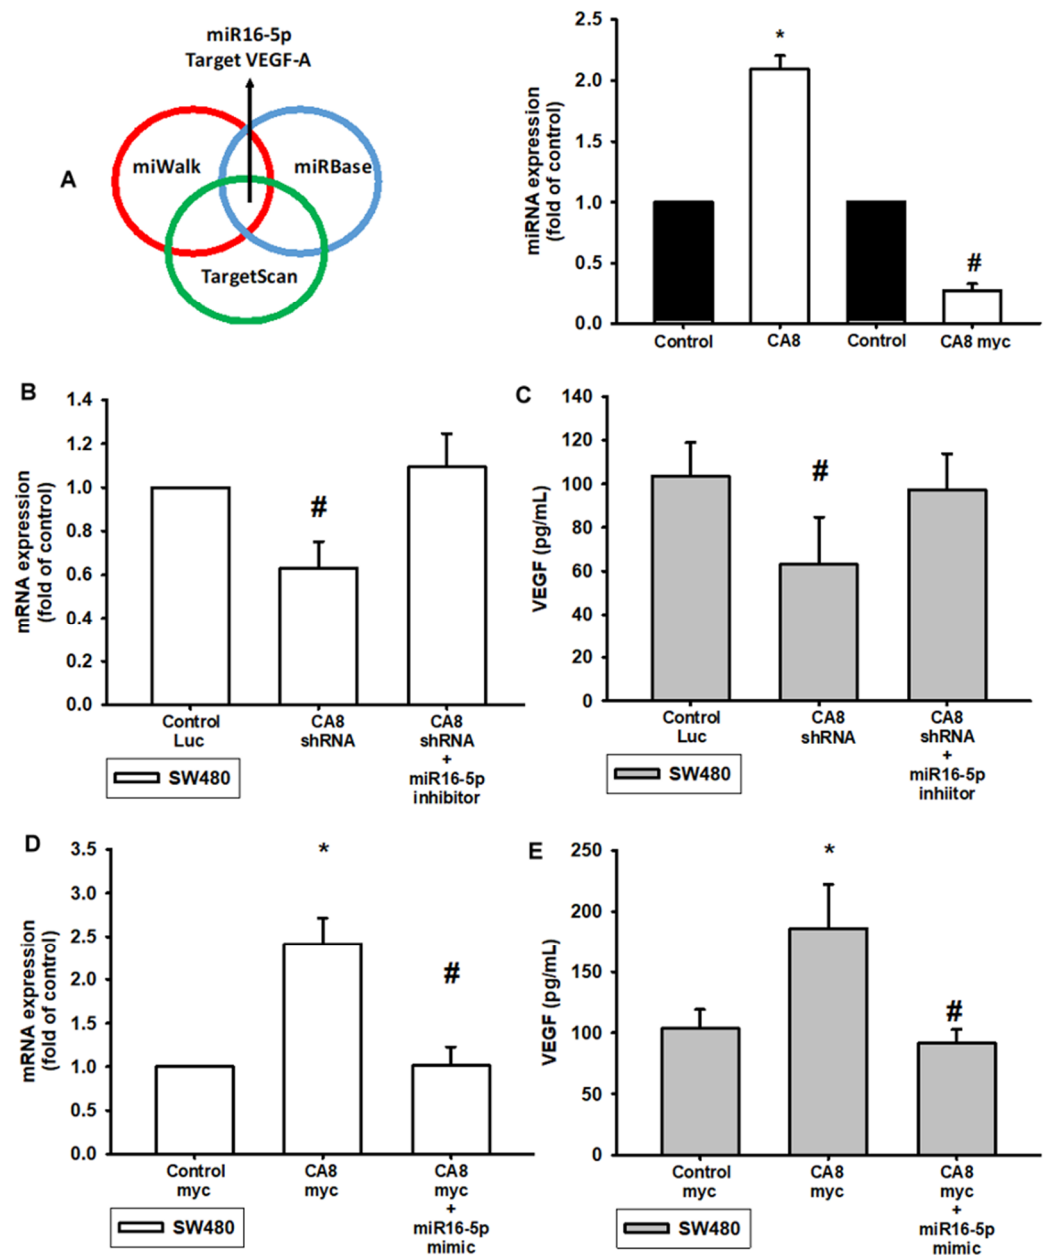 miR16-5p
Target VEGF-A
A
miWalk
miRBase
TargetScan
miRNA expression
(fold of control)
2.5
2.0
1.5
1.0
0.5
0.0
*
#
Control
CA8
Control
CA8 myc
B
mRNA expression
(fold of control)
1.4
1.2
1.0
0.8
0.6
0.4
0.2
0.0
#
Control
Luc
CA8
shRNA
CA8
shRNA
+
miR16-5p
inhibitor
SW480
C
VEGF (pg/mL)
140
120
100
80
60
40
20
0
#
Control
Luc
CA8
shRNA
CA8
shRNA
+
miR16-5p
inhiitor
SW480
D
mRNA expression
(fold of control)
3.5
3.0
2.5
2.0
1.5
1.0
0.5
0.0
*
#
Control
myc
CA8
myc
CA8
myc
+
miR16-5p
mimic
SW480
E
VEGF (pg/mL)
250
200
150
100
50
0
*
#
Control
myc
CA8
myc
CA8
myc
+
miR16-5p
mimic
SW480